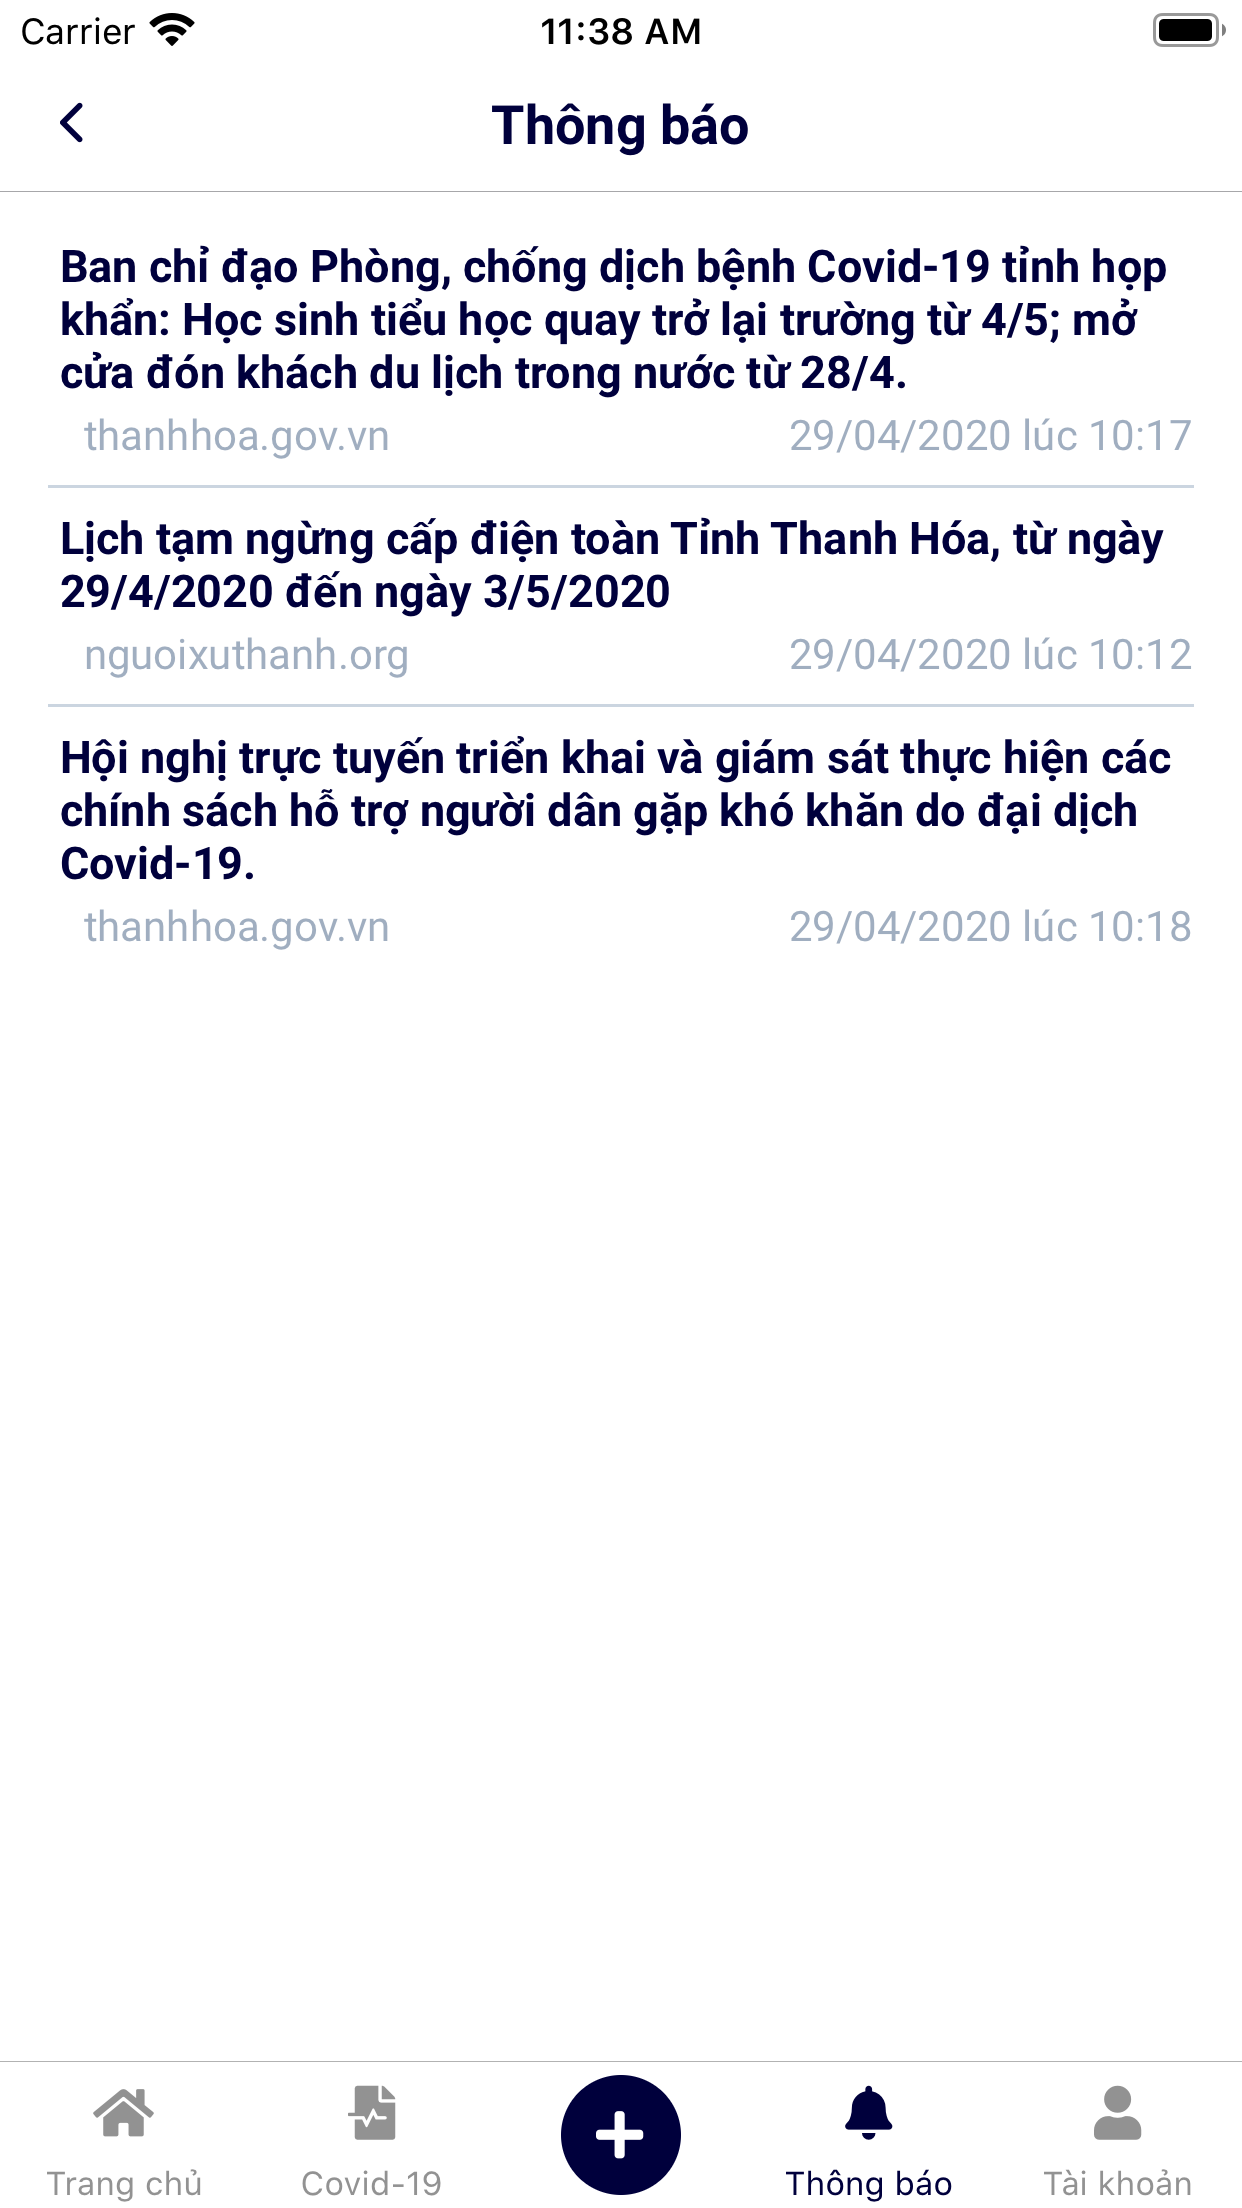 Carrier 11:38 AM
Thông báo
Ban chỉ đạo Phòng, chống dịch bệnh Covid-19 tỉnh họp
khẩn: Học sinh tiểu học quay trở lại trường từ 4/5; mở
cửa đón khách du lịch trong nước từ 28/4.
thanhhoa.gov.vn 29/04/2020 lúc 10:17
Lịch tạm ngừng cấp điện toàn Tỉnh Thanh Hóa, từ ngày
29/4/2020 đến ngày 3/5/2020
nguoixuthanh.org 29/04/2020 lúc 10:12
Hội nghị trực tuyến triển khai và giám sát thực hiện các
chính sách hỗ trợ người dân gặp khó khăn do đại dịch
Covid-19.
thanhhoa.gov.vn 29/04/2020 lúc 10:18
Trang chủ Covid-19 Thông báo Tài khoản